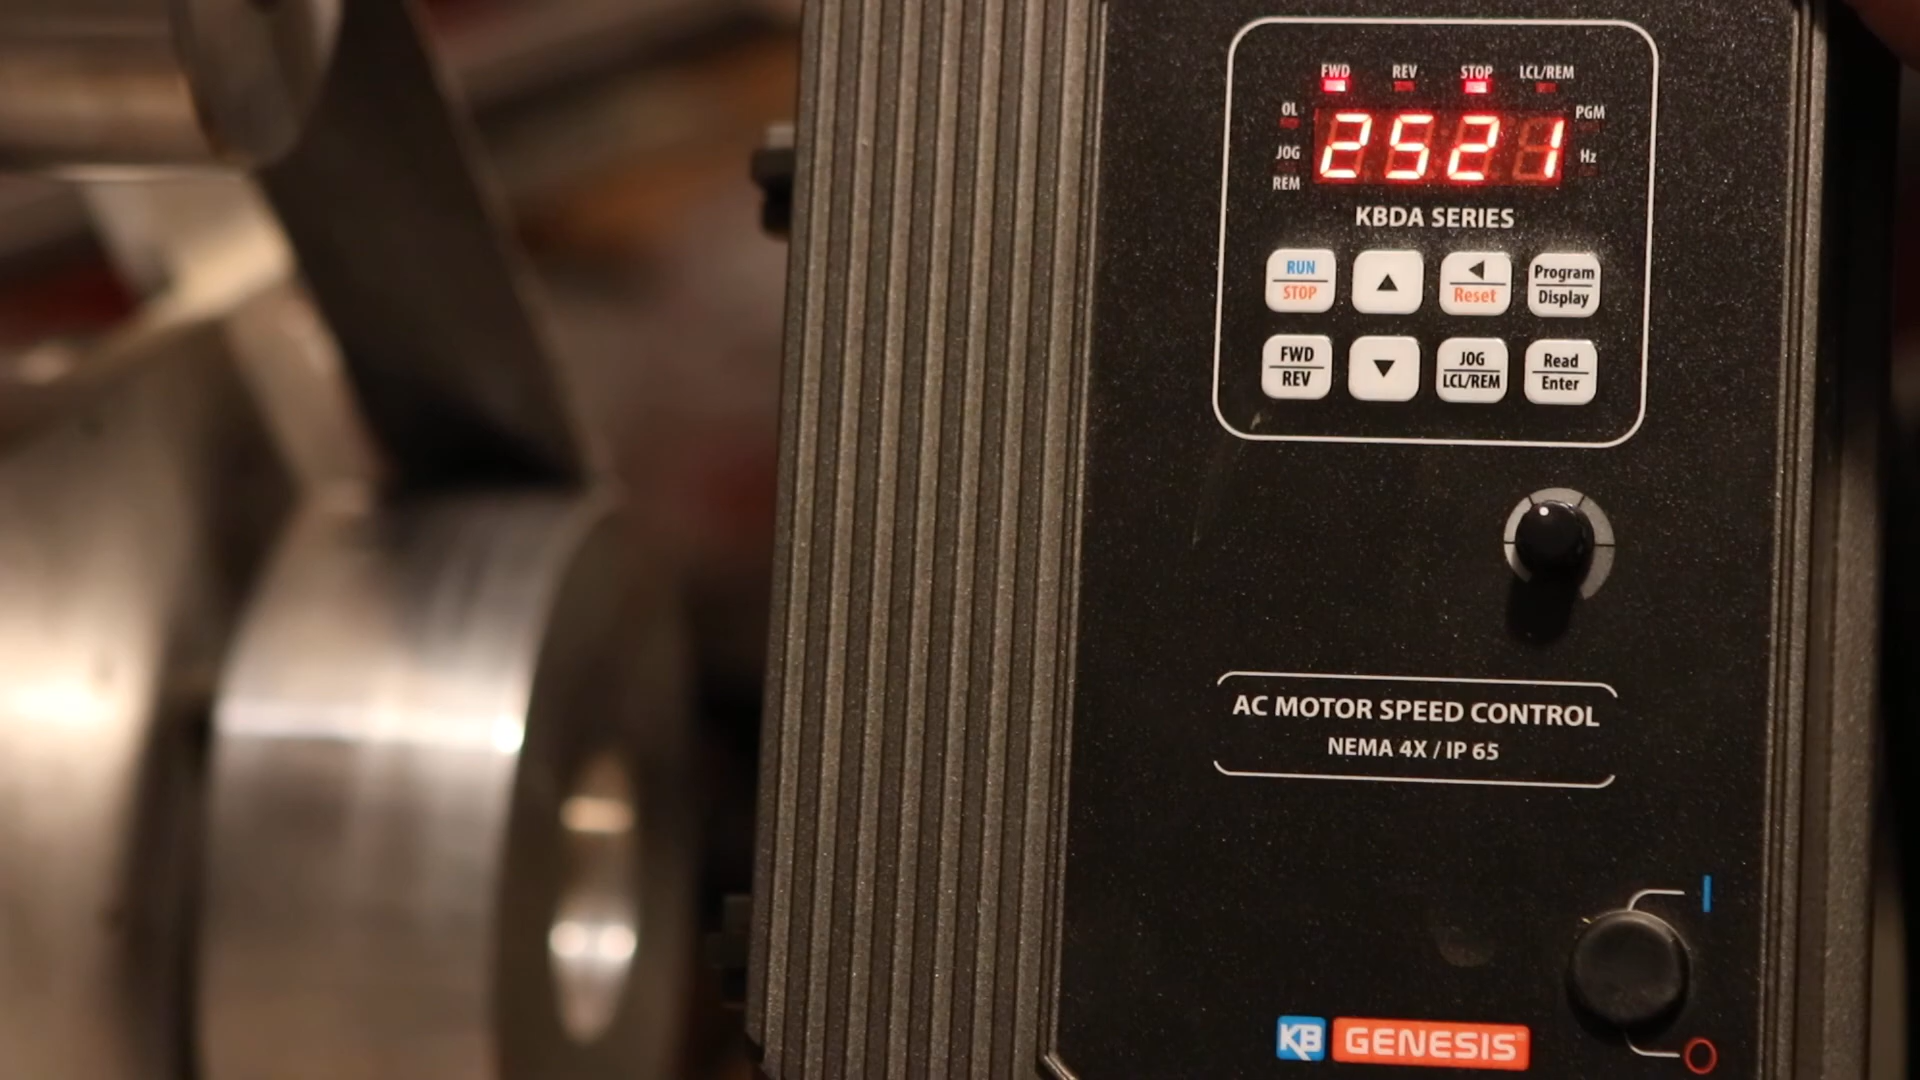 FWD REV STOP LCL/REM
OL
PGM
2521
JOG
Hz
REM
KBDA SERIES
RUN
STOP
▲
◀
Reset
Program
Display
FWD
REV
▼
JOG
LCL/REM
Read
Enter
AC MOTOR SPEED CONTROL
NEMA 4X / IP 65
I
KB GENESIS
O